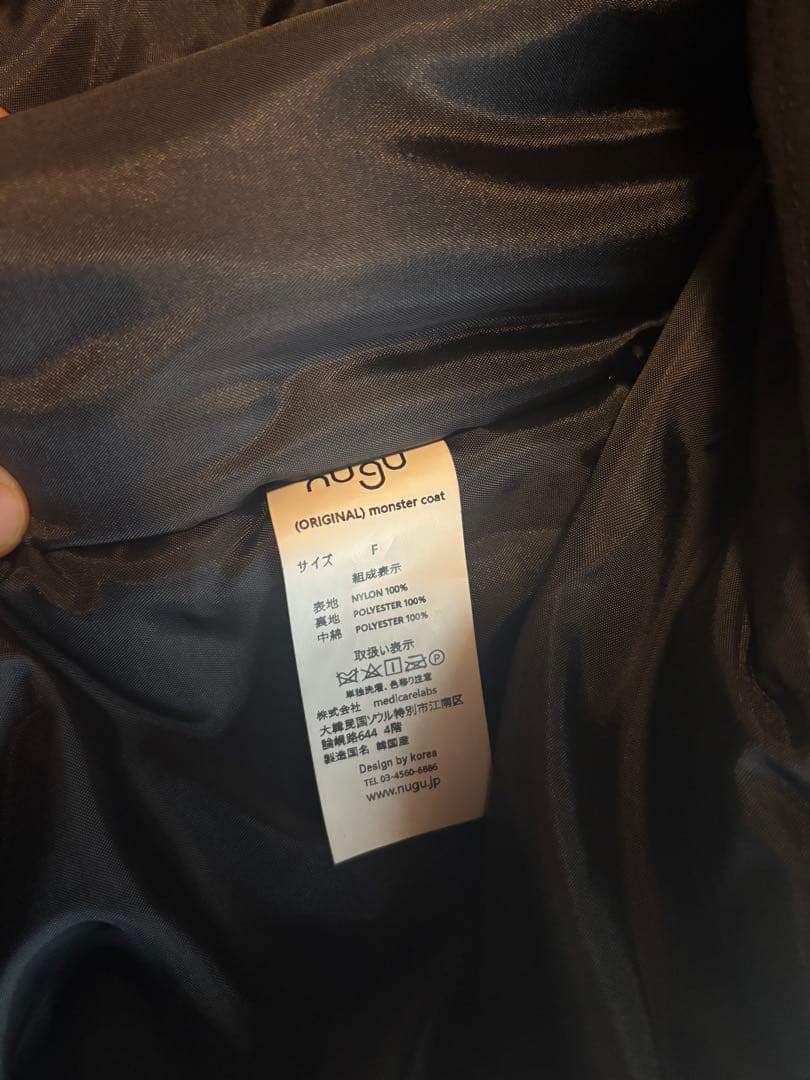 nugu
(ORIGINAL) monster coat
サイズ F
組成表示
表地 NYLON 100%
裏地 POLYESTER 100%
中綿 POLYESTER 100%
取扱い表示
P
単独洗濯、色移り注意
株式会社 medicarelabs
大韓民国ソウル特別市江南区
路644 4階
製造国名 韓国産
Design by korea
TEL 03-4560-6886
www.nugu.jp